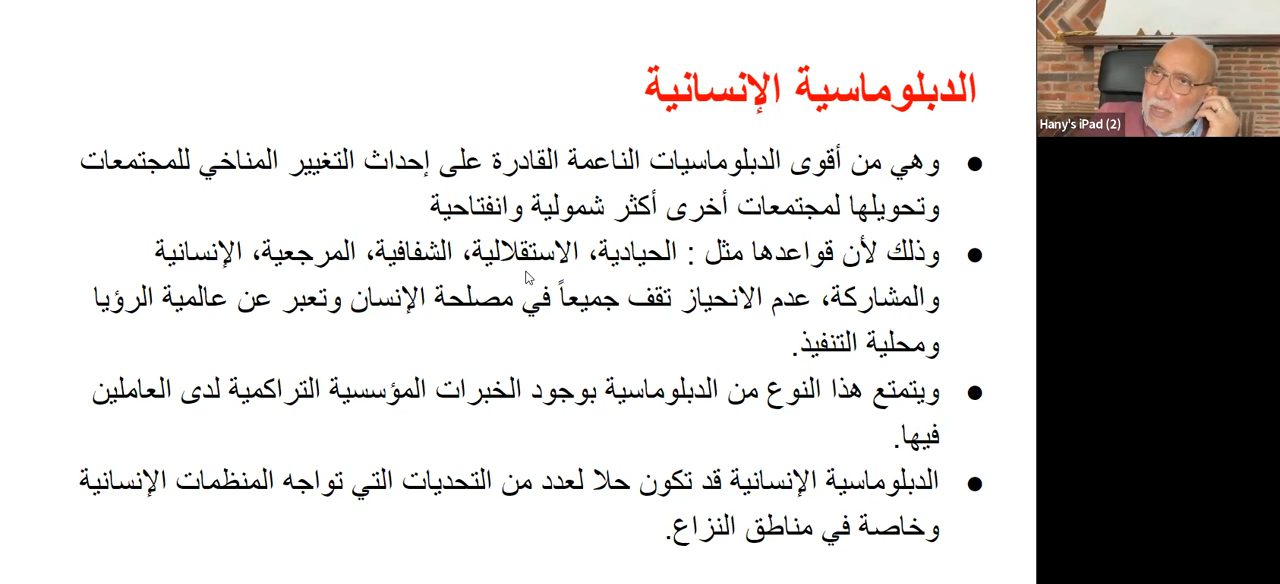 الدبلوماسية الإنسانية
● وهي من أقوى الدبلوماسيات الناعمة القادرة على إحداث التغيير المناخي للمجتمعات
وتحويلها لمجتمعات أخرى أكثر شمولية وانفتاحية
● وذلك لأن قواعدها مثل : الحيادية، الاستقلالية، الشفافية، المرجعية، الإنسانية
والمشاركة، عدم الانحياز تقف جميعاً في مصلحة الإنسان وتعبر عن عالمية الرؤيا
ومحلية التنفيذ.
● ويتمتع هذا النوع من الدبلوماسية بوجود الخبرات المؤسسية التراكمية لدى العاملين
فيها.
● الدبلوماسية الإنسانية قد تكون حلا لعدد من التحديات التي تواجه المنظمات الإنسانية
وخاصة في مناطق النزاع.
Hany's iPad (2)